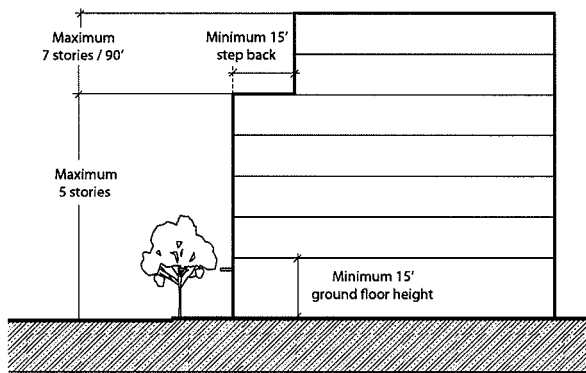 Maximum
7 stories / 90'
Minimum 15'
step back
Maximum
5 stories
Minimum 15'
ground floor height